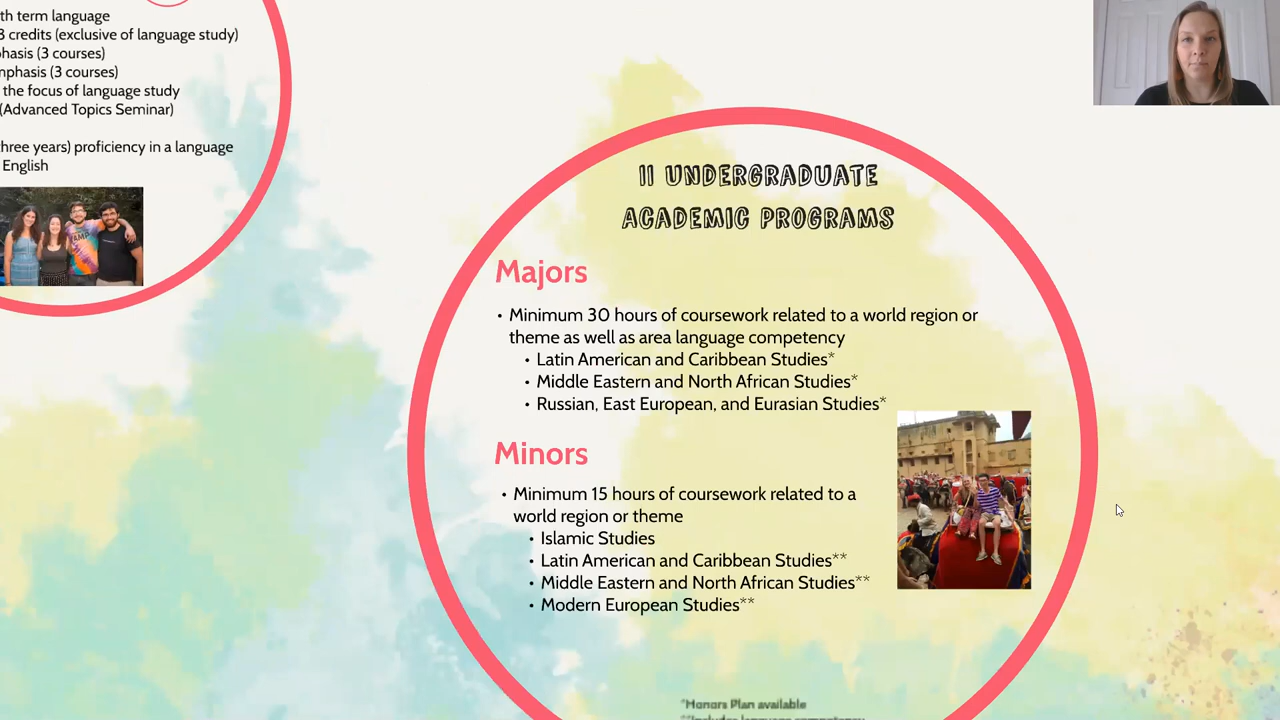 th term language
3 credits (exclusive of language study)
hasis (3 courses)
nphasis (3 courses)
the focus of language study
(Advanced Topics Seminar)
three years) proficiency in a language
English
II UNDERGRADUATE
ACADEMIC PROGRAMS
Majors
• Minimum 30 hours of coursework related to a world region or
theme as well as area language competency
• Latin American and Caribbean Studies*
• Middle Eastern and North African Studies*
• Russian, East European, and Eurasian Studies*
Minors
• Minimum 15 hours of coursework related to a
world region or theme
• Islamic Studies
• Latin American and Caribbean Studies**
• Middle Eastern and North African Studies**
• Modern European Studies**
*Honors Plan available
**Includes language competency